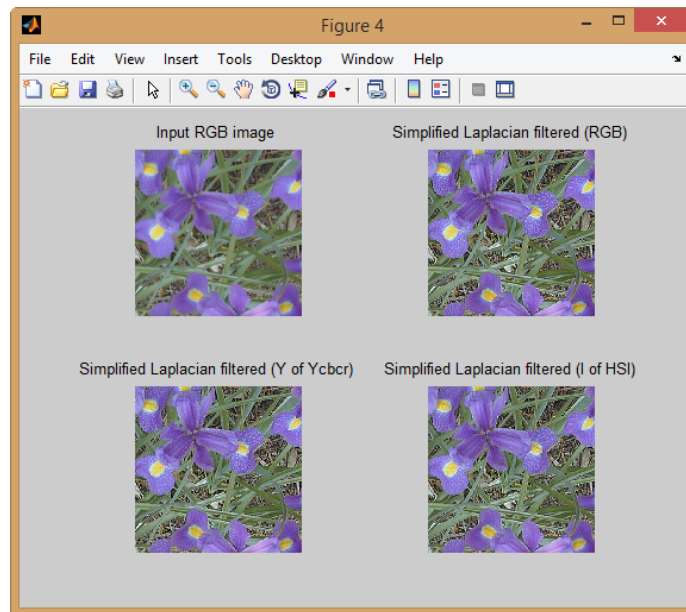 Figure 4
File Edit View Insert Tools Desktop Window Help
Input RGB image
Simplified Laplacian filtered (RGB)
Simplified Laplacian filtered (Y of Ycbcr)
Simplified Laplacian filtered (I of HSI)